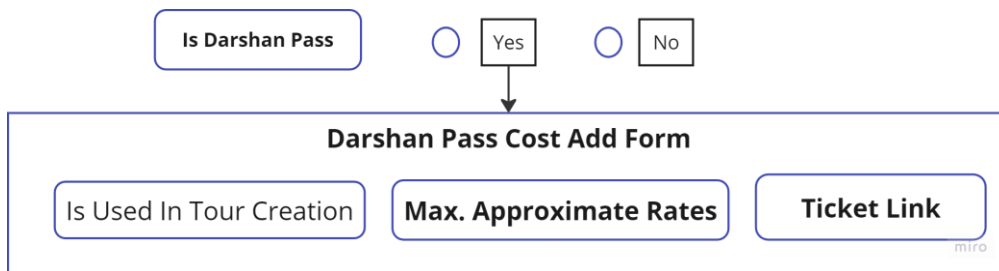 Is Darshan Pass
Yes
No
Darshan Pass Cost Add Form
Is Used In Tour Creation
Max. Approximate Rates
Ticket Link
miro